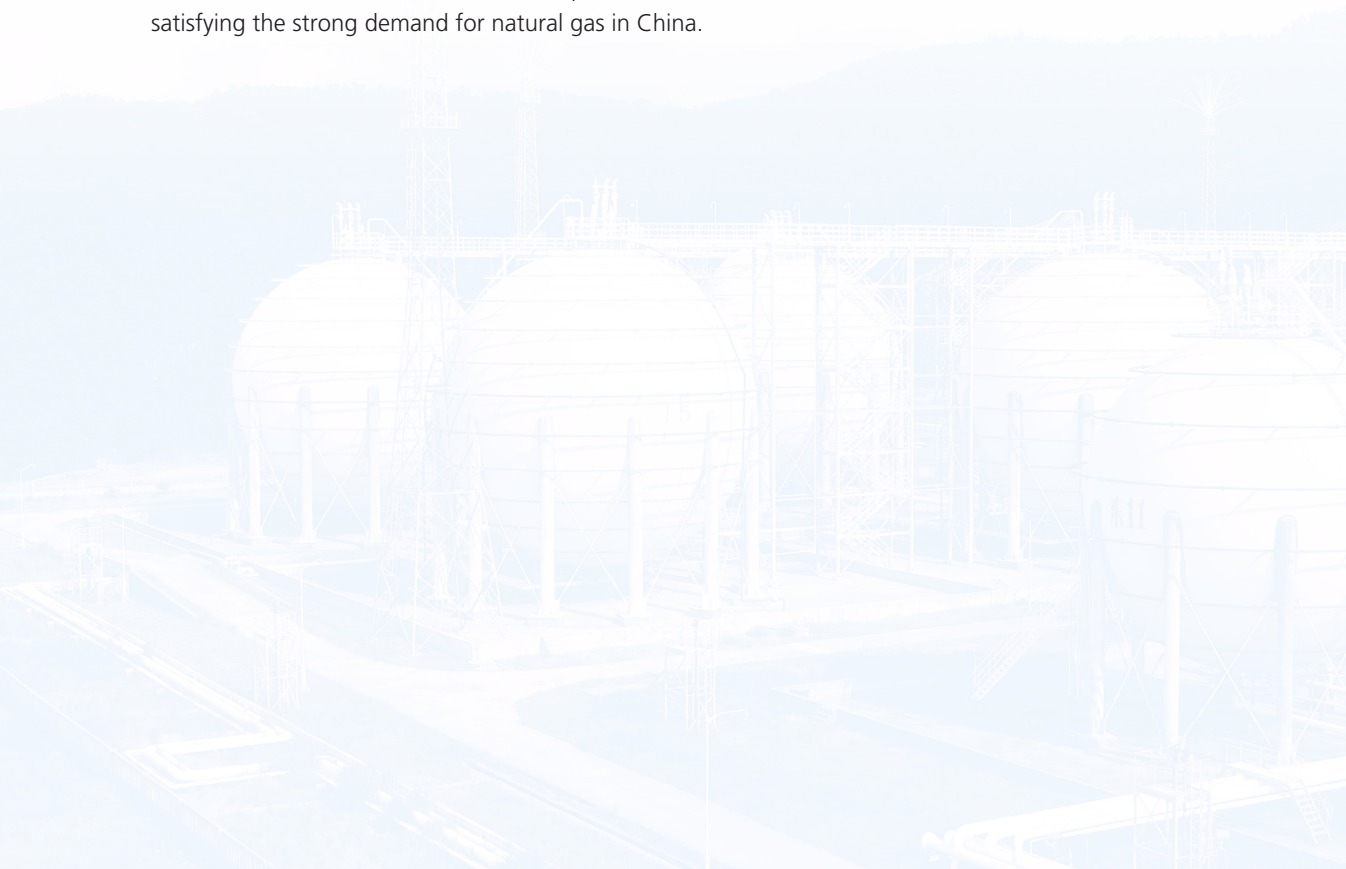 satisfying the strong demand for natural gas in China.